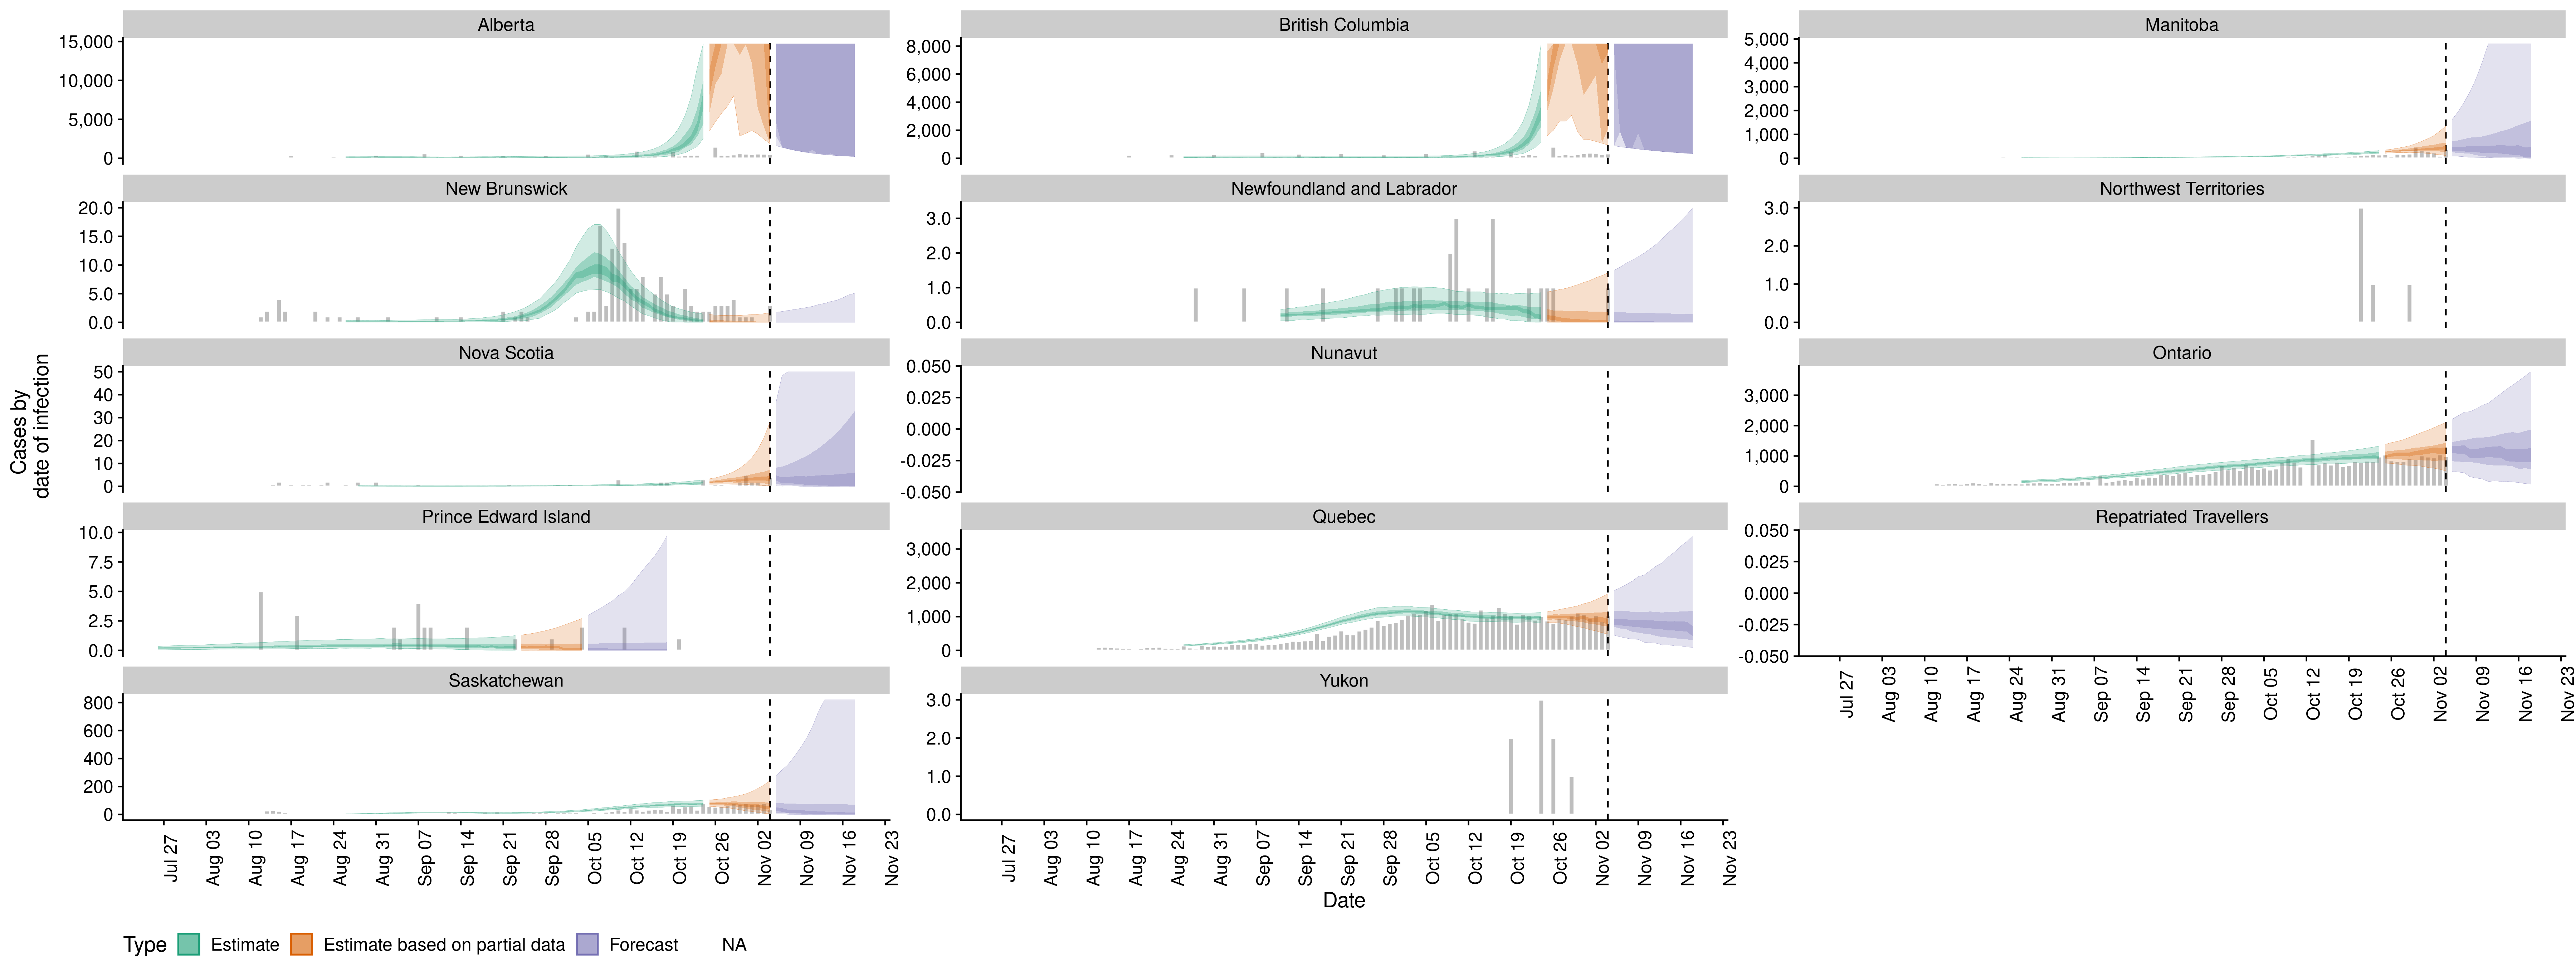 Alberta
British Columbia
Manitoba
15,000
10,000
5,000
0
8,000
6,000
4,000
2,000
0
5,000
4,000
3,000
2,000
1,000
0
New Brunswick
Newfoundland and Labrador
Northwest Territories
20.0
15.0
10.0
5.0
0.0
3.0
2.0
1.0
0.0
3.0
2.0
1.0
0.0
Nova Scotia
Nunavut
Ontario
50
40
30
20
10
0
0.050
0.025
0.000
-0.025
-0.050
3,000
2,000
1,000
0
Cases by
date of infection
Prince Edward Island
Quebec
Repatriated Travellers
10.0
7.5
5.0
2.5
0.0
3,000
2,000
1,000
0
0.050
0.025
0.000
-0.025
-0.050
Jul 27
Aug 03
Aug 10
Aug 17
Aug 24
Aug 31
Sep 07
Sep 14
Sep 21
Sep 28
Oct 05
Oct 12
Oct 19
Oct 26
Nov 02
Nov 09
Nov 16
Nov 23
Saskatchewan
Yukon
800
600
400
200
0
3.0
2.0
1.0
0.0
Jul 27
Aug 03
Aug 10
Aug 17
Aug 24
Aug 31
Sep 07
Sep 14
Sep 21
Sep 28
Oct 05
Oct 12
Oct 19
Oct 26
Nov 02
Nov 09
Nov 16
Nov 23
Jul 27
Aug 03
Aug 10
Aug 17
Aug 24
Aug 31
Sep 07
Sep 14
Sep 21
Sep 28
Oct 05
Oct 12
Oct 19
Oct 26
Nov 02
Nov 09
Nov 16
Nov 23
Date
Type Estimate Estimate based on partial data Forecast NA